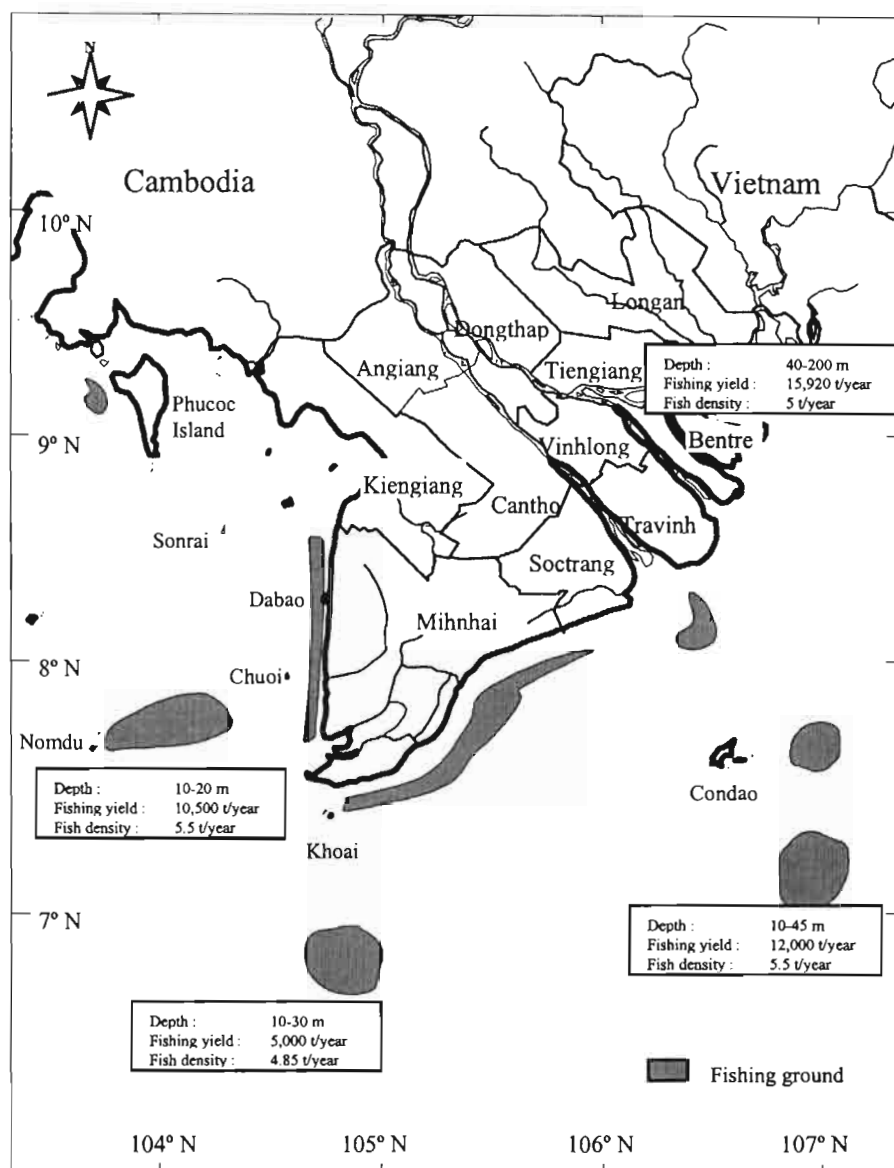 N
Cambodia
Vietnam
10° N
Longan
Dongthap
Angiang
Tiengiang
Depth : 40-200 m
Fishing yield : 15,920 t/year
Fish density : 5 t/year
Phucoc
Island
9° N
Vinhlong
Bentre
Kiengiang
Cantho
Travinh
Sonrai
Soctrang
Dabao
Mihnhai
8° N
Chuoi
Nomdu
Depth : 10-20 m
Fishing yield : 10,500 t/year
Fish density : 5.5 t/year
Condao
Khoai
7° N
Depth : 10-45 m
Fishing yield : 12,000 t/year
Fish density : 5.5 t/year
Depth : 10-30 m
Fishing yield : 5,000 t/year
Fish density : 4.85 t/year
Fishing ground
104° N
105° N
106° N
107° N